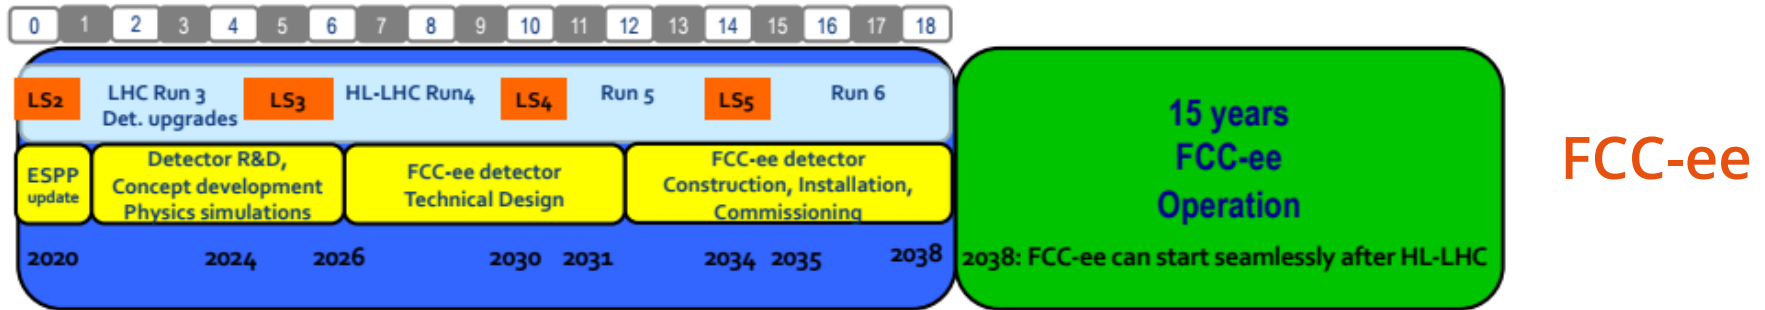 0 1 2 3 4 5 6 7 8 9 10 11 12 13 14 15 16 17 18
LS2
LHC Run 3
Det. upgrades
LS3
HL-LHC Run4
LS4
Run 5
LS5
Run 6
ESPP
update
Detector R&D,
Concept development
Physics simulations
FCC-ee detector
Technical Design
FCC-ee detector
Construction, Installation,
Commissioning
2020 2024 2026 2030 2031 2034 2035 2038
15 years
FCC-ee
Operation
2038: FCC-ee can start seamlessly after HL-LHC
FCC-ee